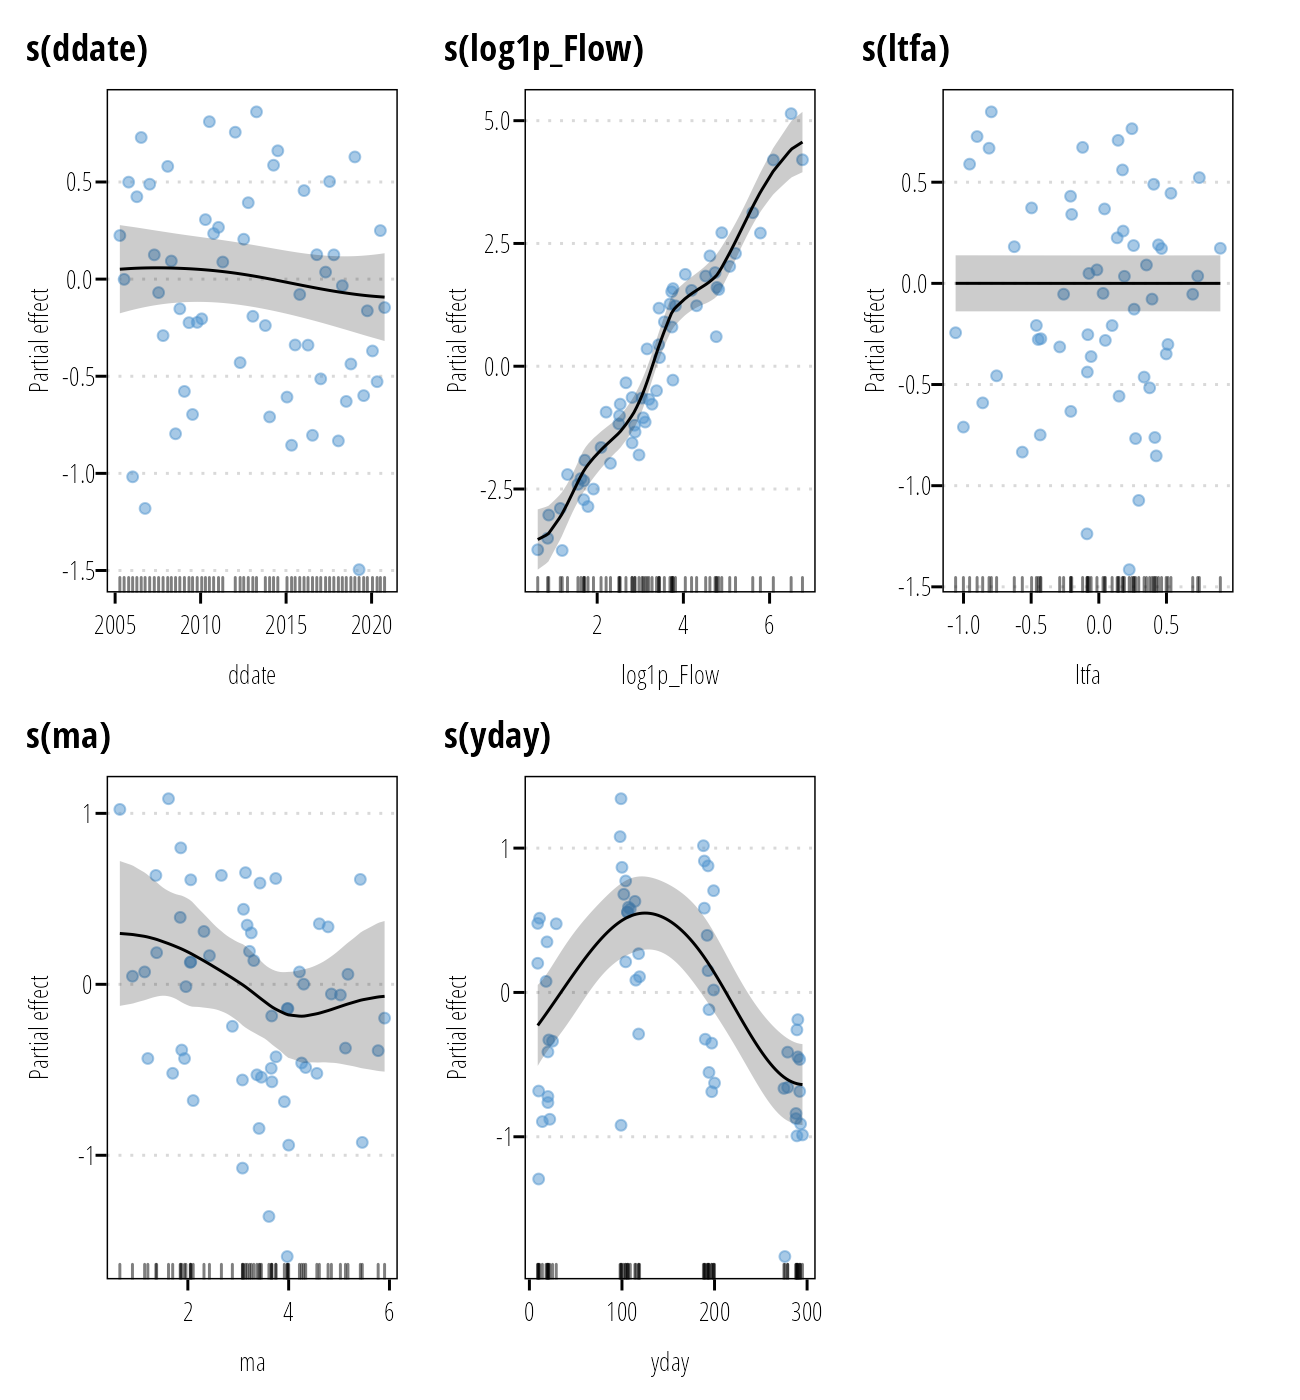 s(ddate)
s(log1p_Flow)
s(ltfa)
Partial effect
0.5
0.0
-0.5
-1.0
-1.5
2005 2010 2015 2020
ddate
Partial effect
5.0
2.5
0.0
-2.5
2 4 6
log1p_Flow
Partial effect
0.5
0.0
-0.5
-1.0
-1.5
-1.0 -0.5 0.0 0.5
ltfa
s(ma)
s(yday)
Partial effect
1
0
-1
2 4 6
ma
Partial effect
1
0
-1
0 100 200 300
yday